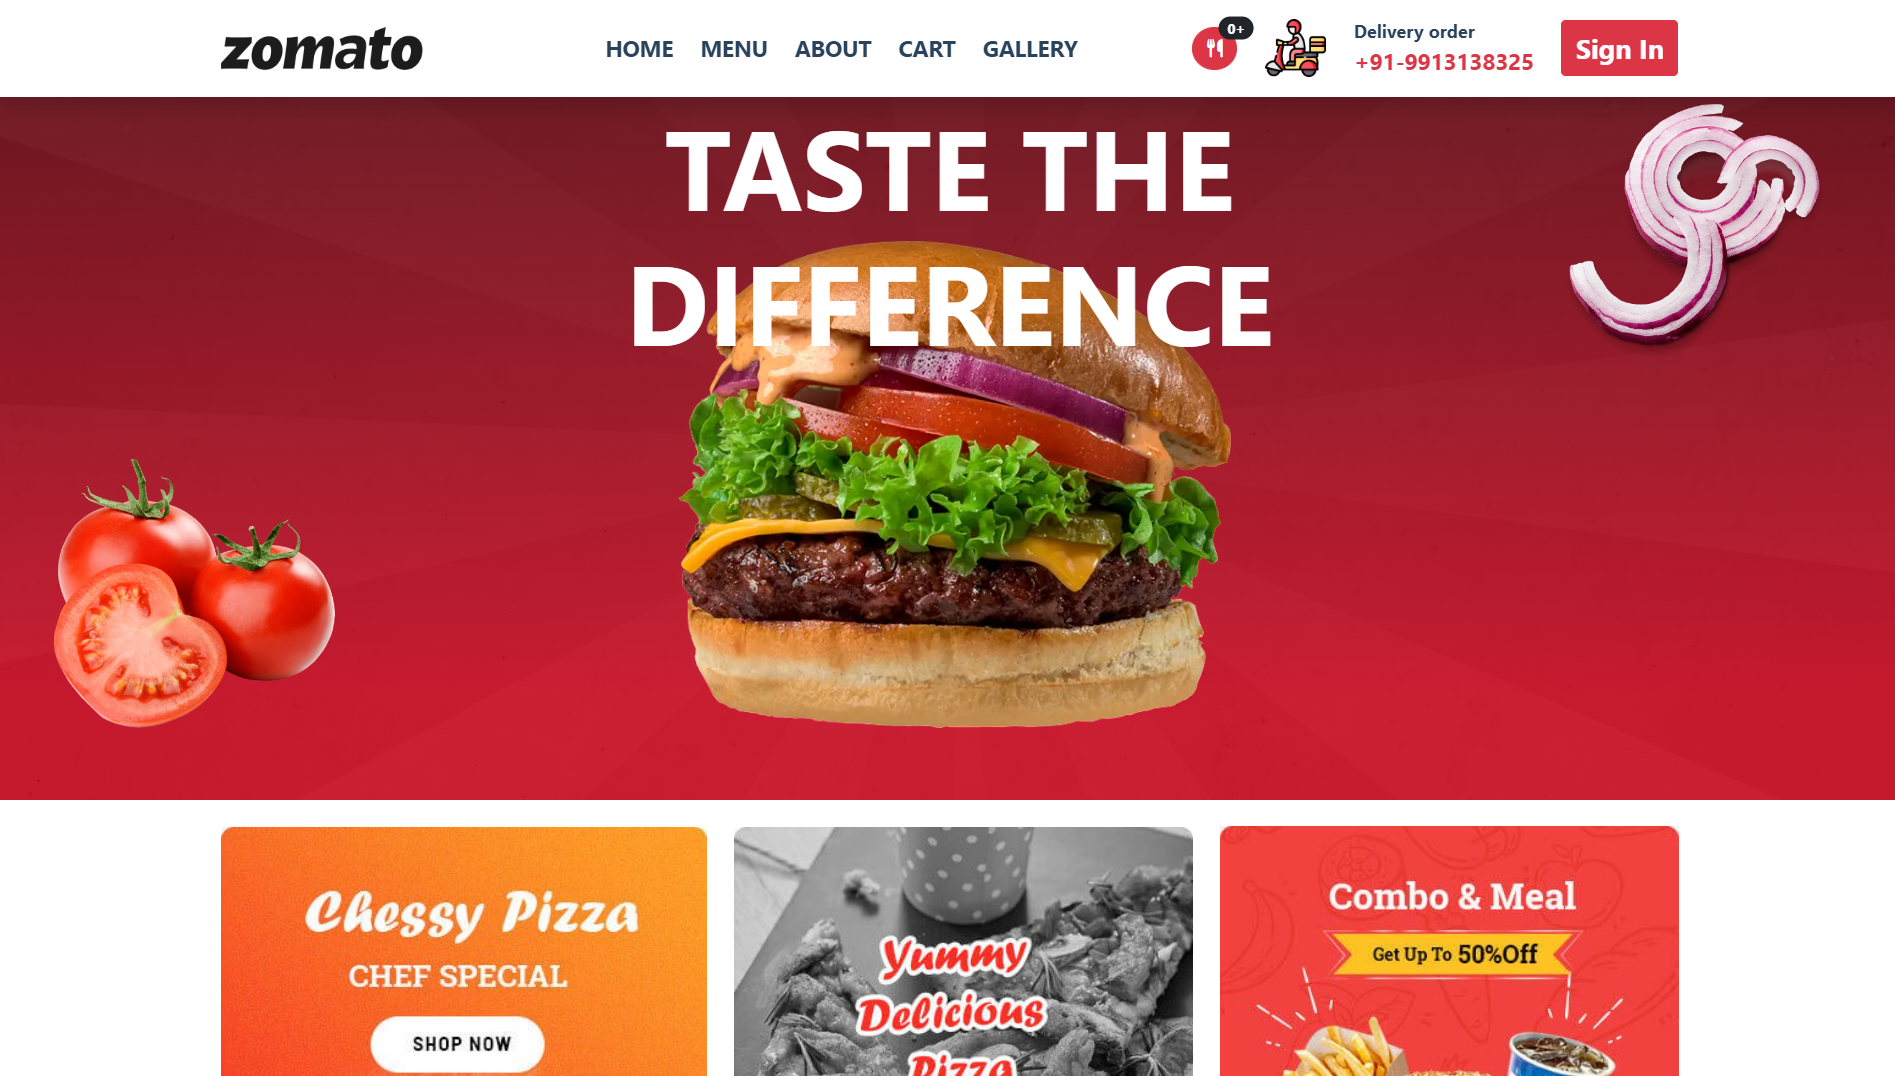 zomato
HOME MENU ABOUT CART GALLERY
0+
Delivery order
+91-9913138325
Sign In
TASTE THE
DIFFERENCE
Chessy Pizza
CHEF SPECIAL
SHOP NOW
Yummy
Delicious
Pizza
Combo & Meal
Get Up To 50%Off